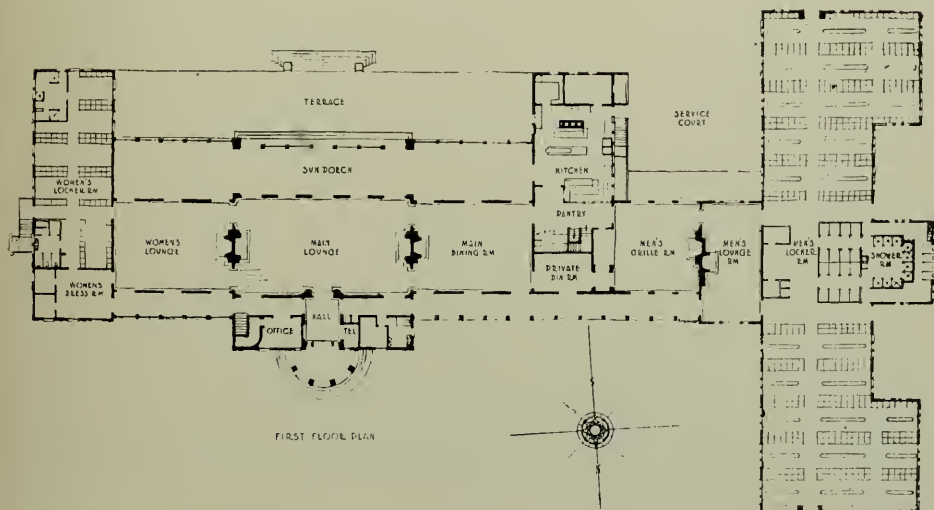 TERRACE
SERVICE
COURT
SUN PORCH
KITCHEN
WOMEN'S
LOCKER RM
PANTRY
WOMEN'S
LOUNGE
MAIN
LOUNGE
MAIN
DINING RM
MEN'S
GRILLE RM
MEN'S
LOUNGE
RM
MEN'S
LOCKER
RM
SHOWER
RM
PRIVATE
DIN RM
WOMEN'S
DRESS RM
HALL
OFFICE
TEL
FIRST FLOOR PLAN